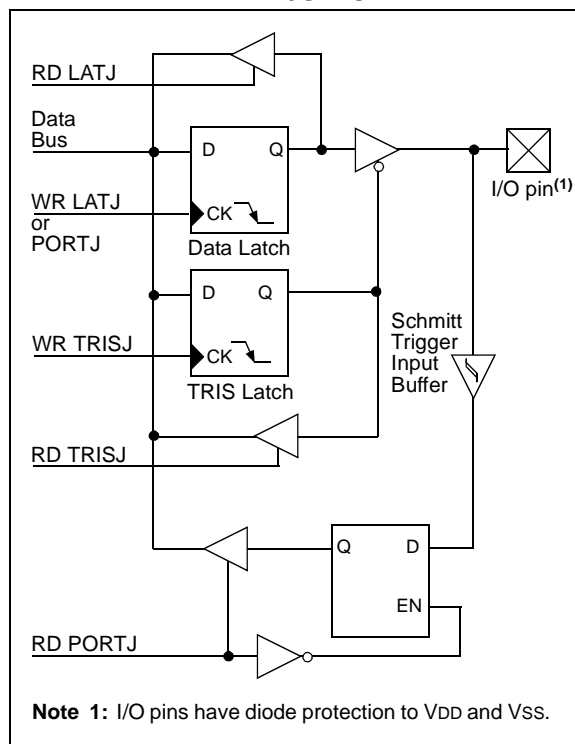 RD LATJ
Data
Bus
D
Q
I/O pin(1)
WR LATJ
or
PORTJ
CK
Data Latch
D
Q
Schmitt
Trigger
Input
Buffer
WR TRISJ
CK
TRIS Latch
RD TRISJ
Q
D
EN
RD PORTJ
Note 1: I/O pins have diode protection to VDD and VSS.